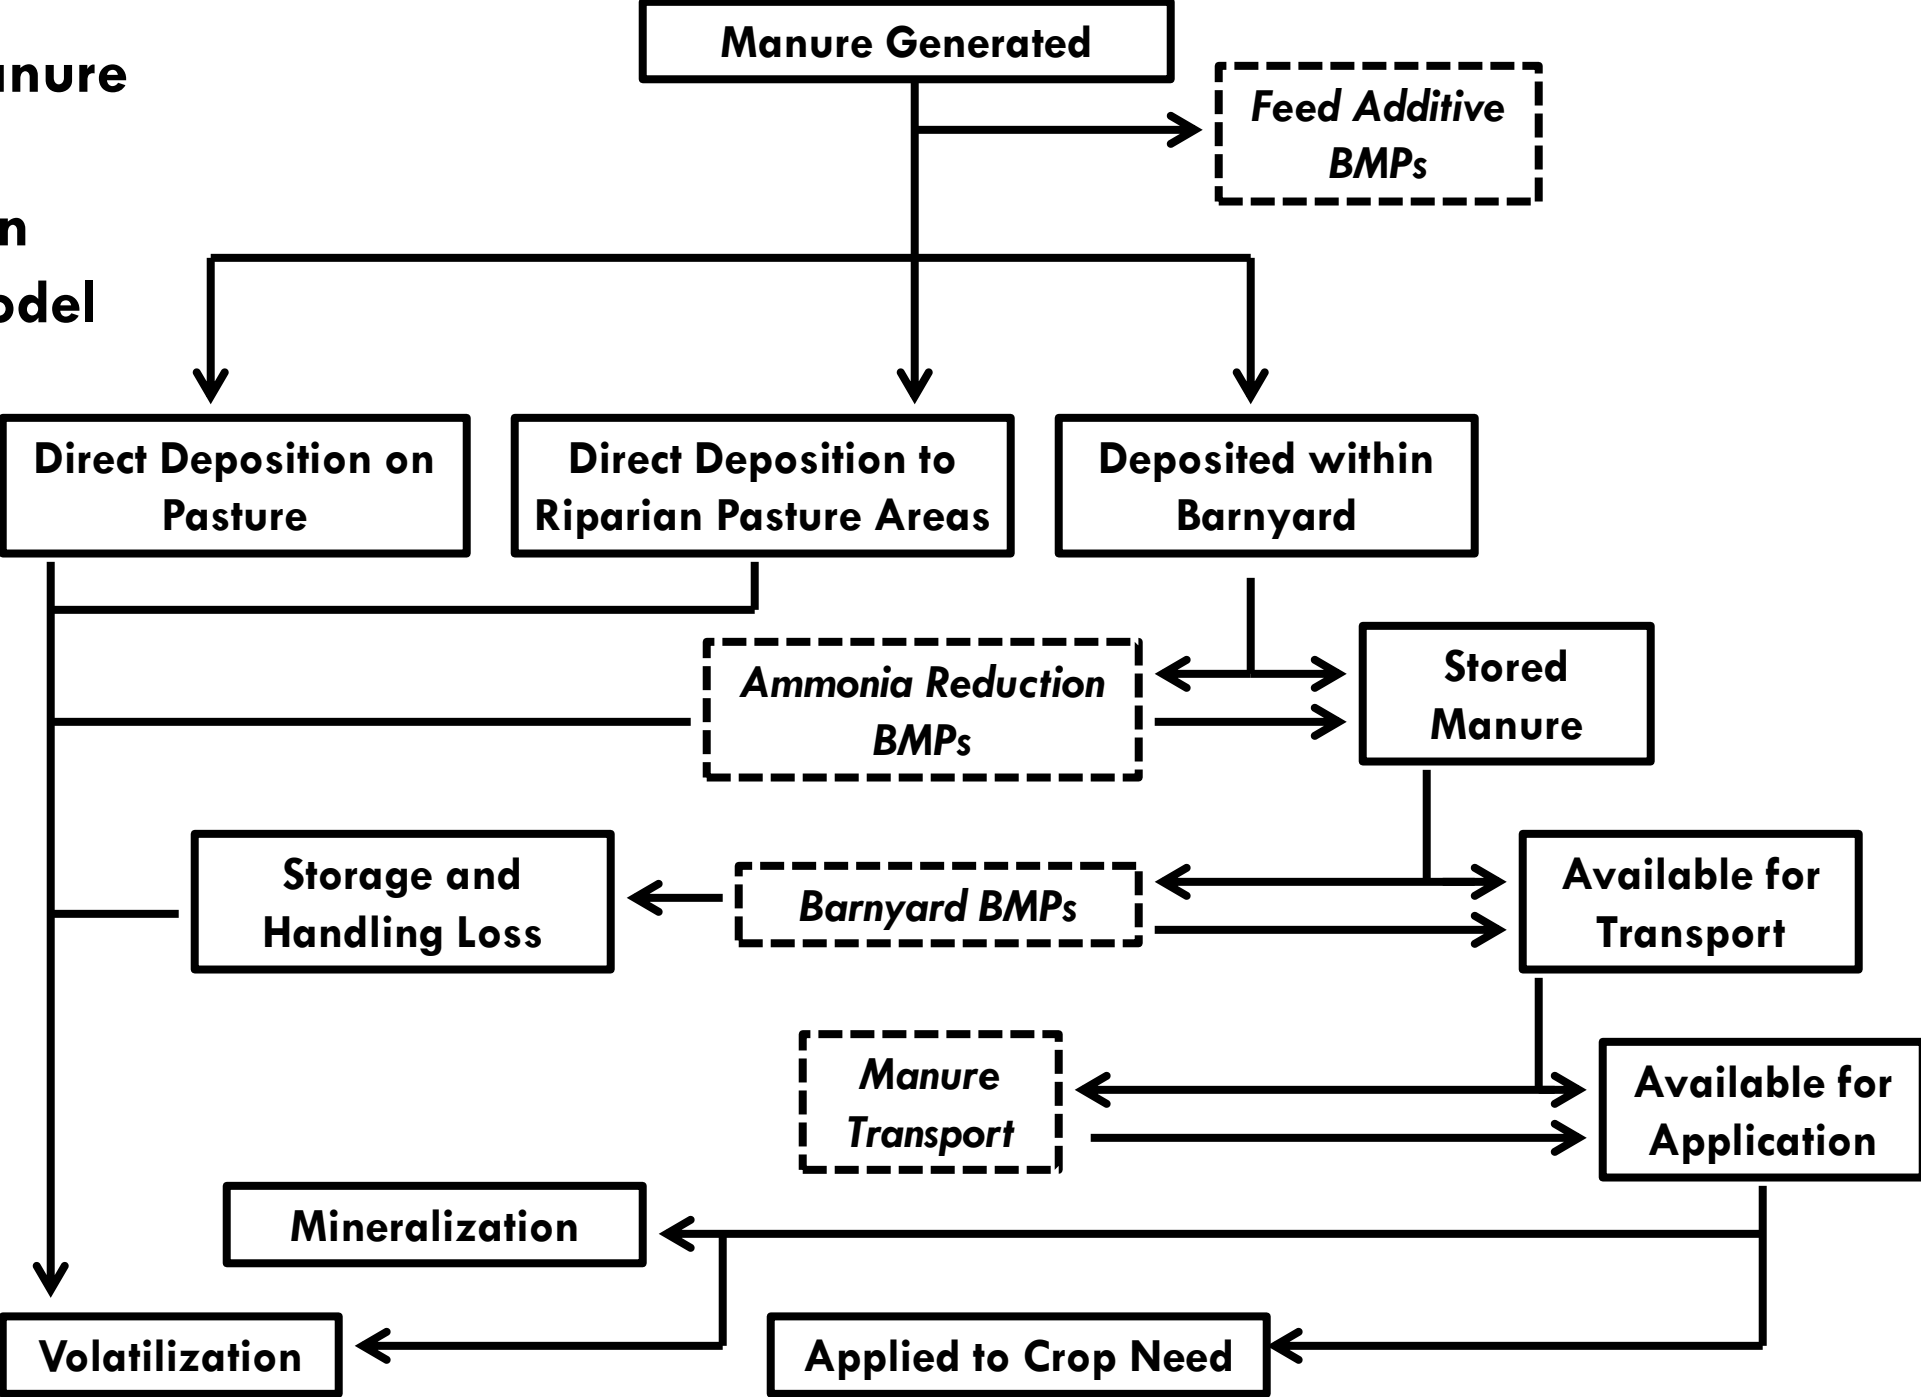 Manure Generated
Feed Additive
BMPs
odel
Direct Deposition on
Pasture
Direct Deposition to
Riparian Pasture Areas
Deposited within
Barnyard
Ammonia Reduction
BMPs
Stored
Manure
Storage and
Handling Loss
Barnyard BMPs
Available for
Transport
Manure
Transport
Available for
Application
Mineralization
Volatilization
Applied to Crop Need